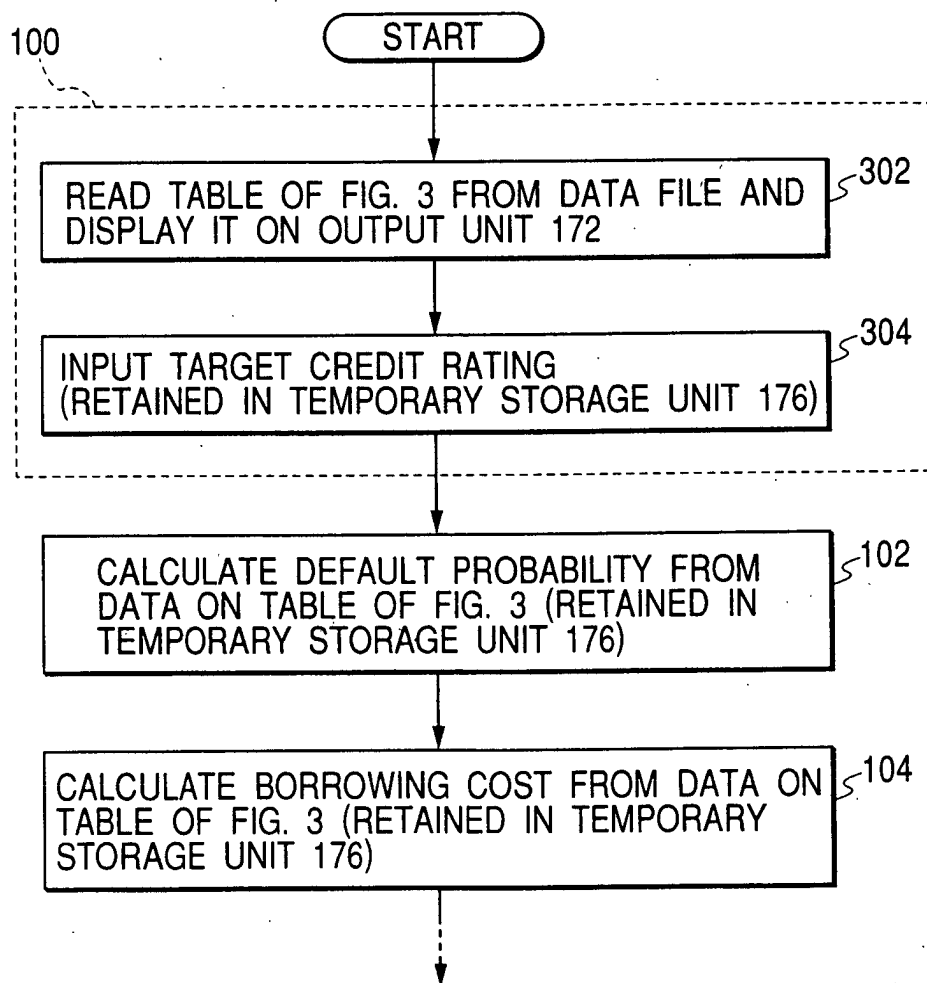 START
100
READ TABLE OF FIG. 3 FROM DATA FILE AND
DISPLAY IT ON OUTPUT UNIT 172
302
INPUT TARGET CREDIT RATING
(RETAINED IN TEMPORARY STORAGE UNIT 176)
304
CALCULATE DEFAULT PROBABILITY FROM
DATA ON TABLE OF FIG. 3 (RETAINED IN
TEMPORARY STORAGE UNIT 176)
102
CALCULATE BORROWING COST FROM DATA ON
TABLE OF FIG. 3 (RETAINED IN TEMPORARY
STORAGE UNIT 176)
104